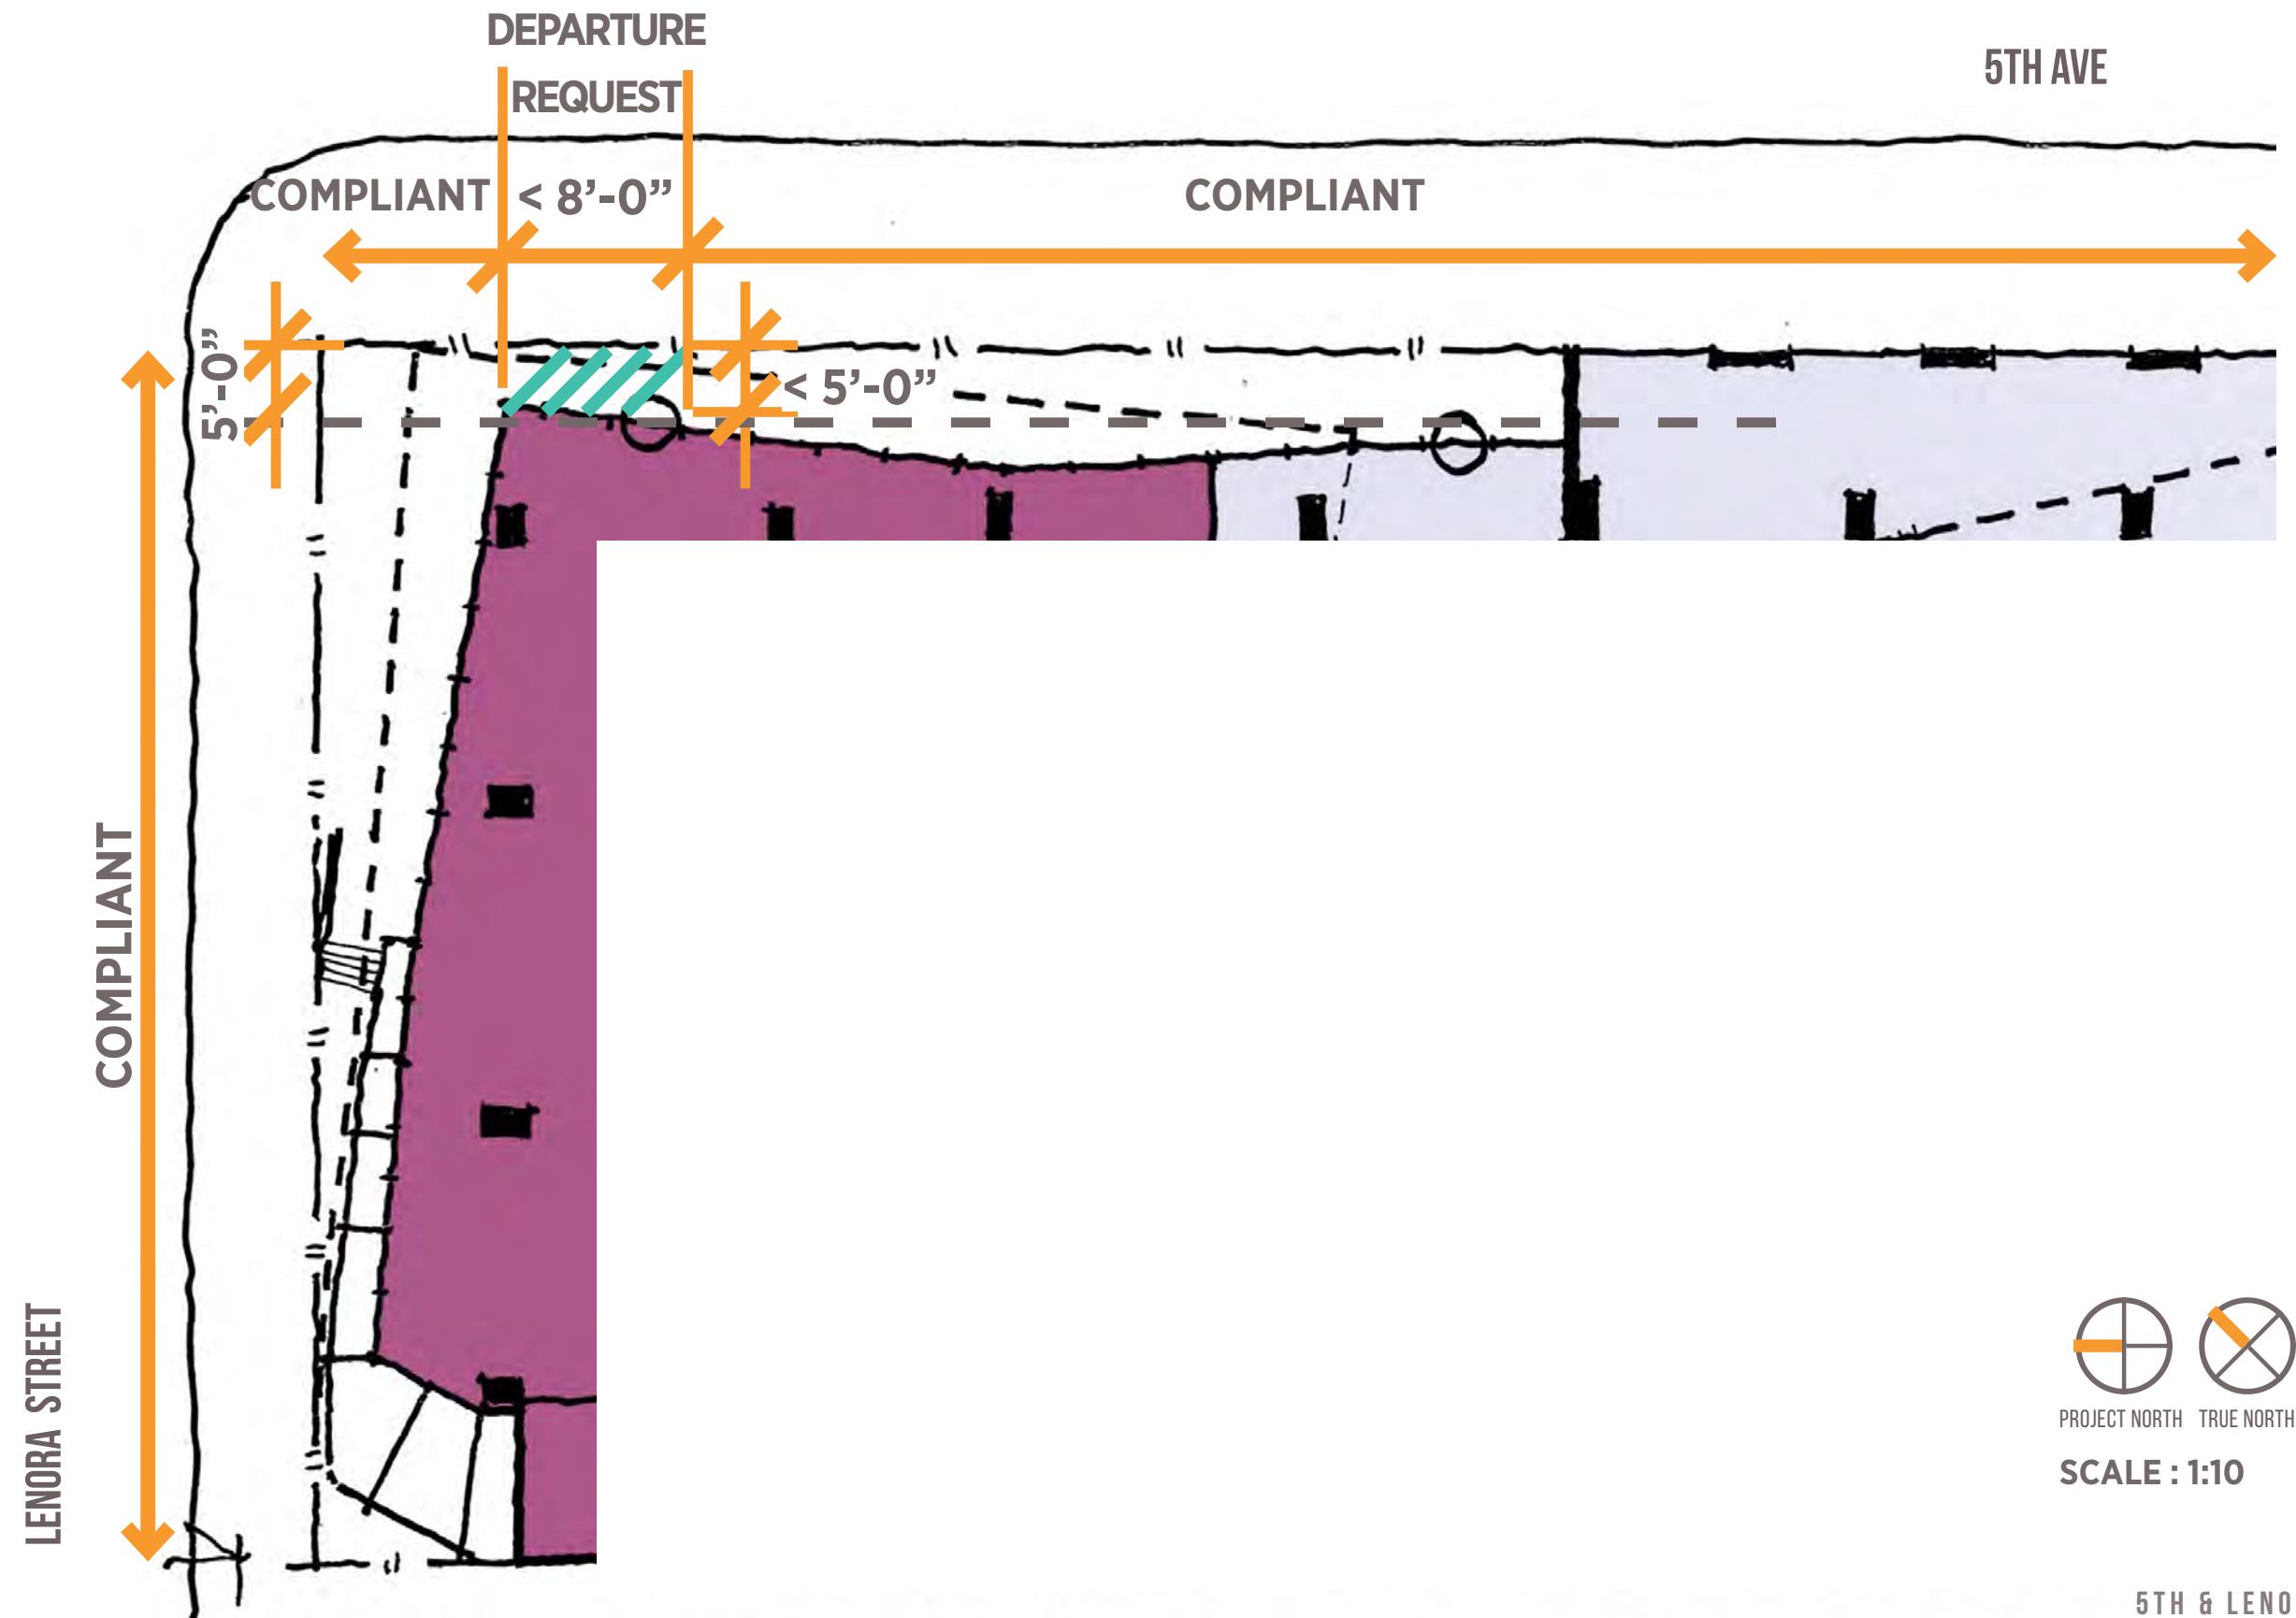 DEPARTURE
REQUEST
5TH AVE
COMPLIANT
< 8’-0”
COMPLIANT
5’-0”
< 5’-0”
COMPLIANT
LENORA STREET
PROJECT NORTH
TRUE NORTH
SCALE : 1:10
5TH & LENO